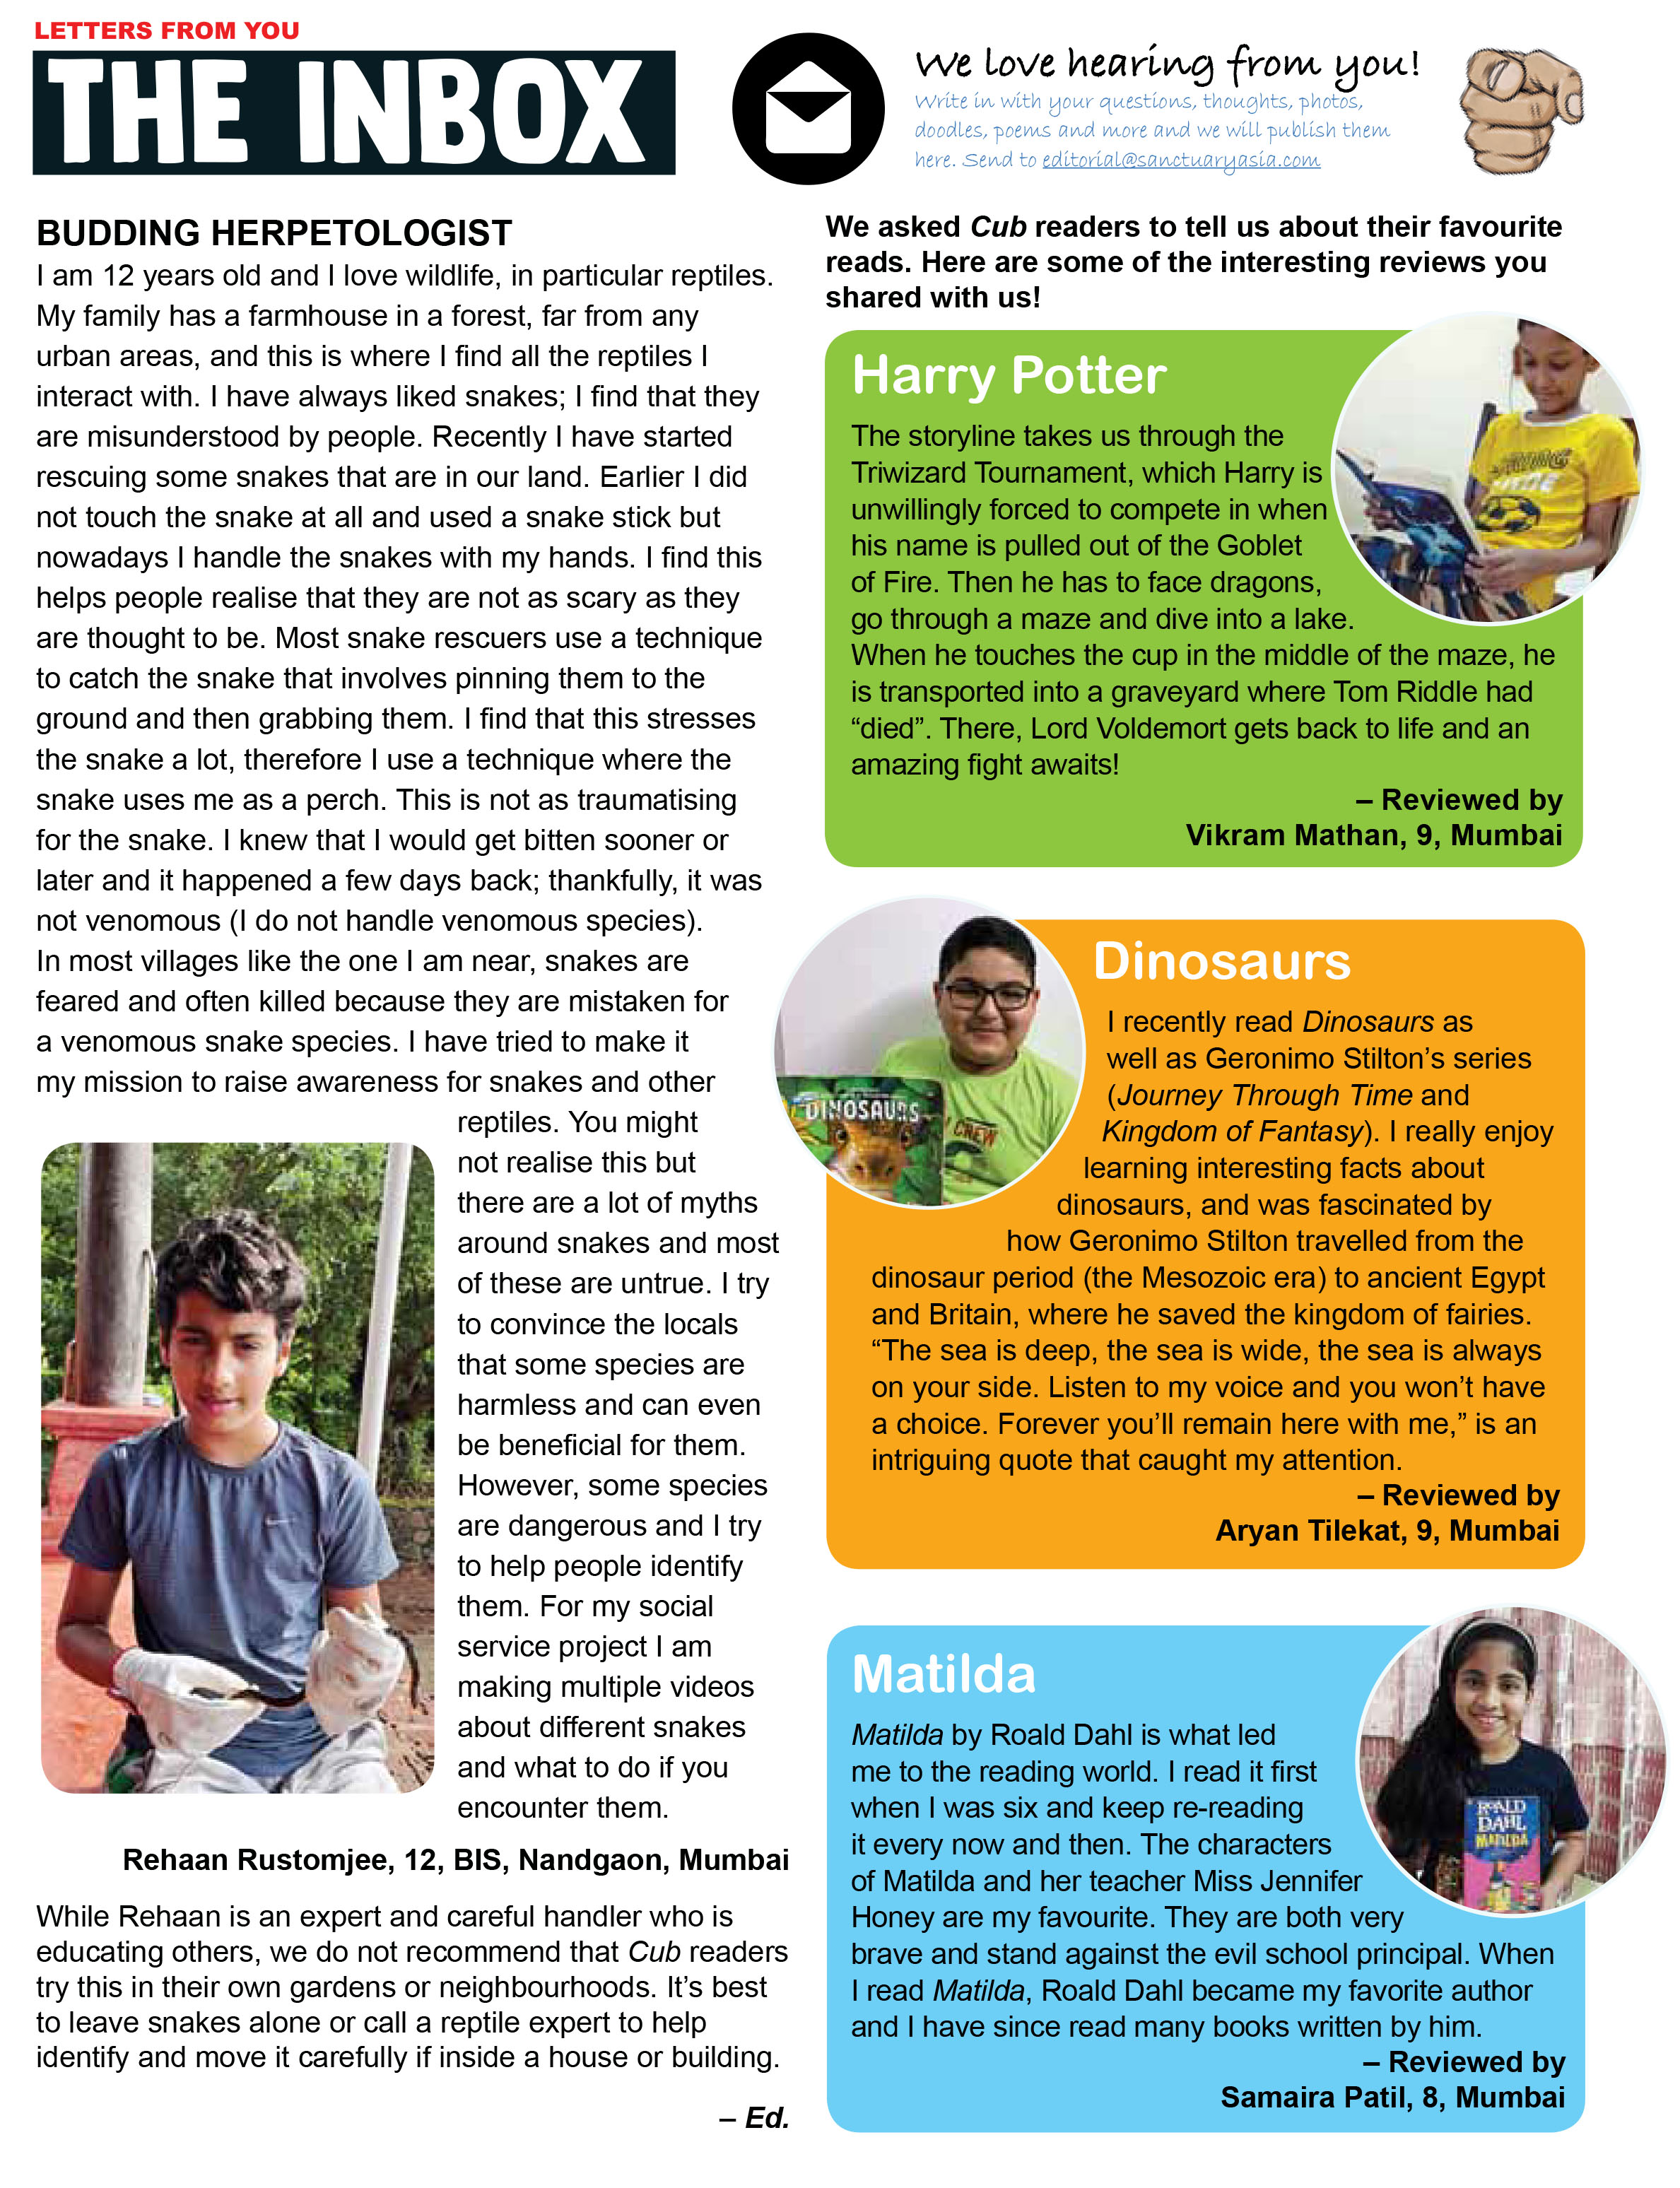 LETTERS FROM YOU
THE INBOX
We love hearing from you!
Write in with your questions, thoughts, photos,
doodles, poems and more and we will publish them
here. Send to editorial@sanctuaryasia.com
BUDDING HERPETOLOGIST
I am 12 years old and I love wildlife, in particular reptiles.
My family has a farmhouse in a forest, far from any
urban areas, and this is where I find all the reptiles I
interact with. I have always liked snakes; I find that they
are misunderstood by people. Recently I have started
rescuing some snakes that are in our land. Earlier I did
not touch the snake at all and used a snake stick but
nowadays I handle the snakes with my hands. I find this
helps people realise that they are not as scary as they
are thought to be. Most snake rescuers use a technique
to catch the snake that involves pinning them to the
ground and then grabbing them. I find that this stresses
the snake a lot, therefore I use a technique where the
snake uses me as a perch. This is not as traumatising
for the snake. I knew that I would get bitten sooner or
later and it happened a few days back; thankfully, it was
not venomous (I do not handle venomous species).
In most villages like the one I am near, snakes are
feared and often killed because they are mistaken for
a venomous snake species. I have tried to make it
my mission to raise awareness for snakes and other
reptiles. You might
not realise this but
there are a lot of myths
around snakes and most
of these are untrue. I try
to convince the locals
that some species are
harmless and can even
be beneficial for them.
However, some species
are dangerous and I try
to help people identify
them. For my social
service project I am
making multiple videos
about different snakes
and what to do if you
encounter them.
Rehaan Rustomjee, 12, BIS, Nandgaon, Mumbai
While Rehaan is an expert and careful handler who is
educating others, we do not recommend that Cub readers
try this in their own gardens or neighbourhoods. It's best
to leave snakes alone or call a reptile expert to help
identify and move it carefully if inside a house or building.
– Ed.
We asked Cub readers to tell us about their favourite
reads. Here are some of the interesting reviews you
shared with us!
Harry Potter
The storyline takes us through the
Triwizard Tournament, which Harry is
unwillingly forced to compete in when
his name is pulled out of the Goblet
of Fire. Then he has to face dragons,
go through a maze and dive into a lake.
When he touches the cup in the middle of the maze, he
is transported into a graveyard where Tom Riddle had
“died”. There, Lord Voldemort gets back to life and an
amazing fight awaits!
– Reviewed by
Vikram Mathan, 9, Mumbai
DINOSAURS
CREW
Dinosaurs
I recently read Dinosaurs as
well as Geronimo Stilton’s series
(Journey Through Time and
Kingdom of Fantasy). I really enjoy
learning interesting facts about
dinosaurs, and was fascinated by
how Geronimo Stilton travelled from the
dinosaur period (the Mesozoic era) to ancient Egypt
and Britain, where he saved the kingdom of fairies.
“The sea is deep, the sea is wide, the sea is always
on your side. Listen to my voice and you won’t have
a choice. Forever you’ll remain here with me,” is an
intriguing quote that caught my attention.
– Reviewed by
Aryan Tilekat, 9, Mumbai
Matilda
Matilda by Roald Dahl is what led
me to the reading world. I read it first
when I was six and keep re-reading
it every now and then. The characters
of Matilda and her teacher Miss Jennifer
Honey are my favourite. They are both very
brave and stand against the evil school principal. When
I read Matilda, Roald Dahl became my favorite author
and I have since read many books written by him.
– Reviewed by
Samaira Patil, 8, Mumbai
ROALD
DAHL
MATILDA